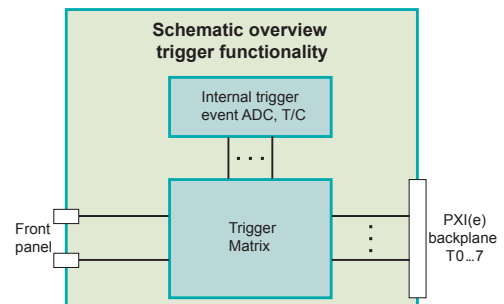 Schematic overview
trigger functionality
Internal trigger
event ADC, T/C
Front
panel
Trigger
Matrix
PXI(e)
backplane
T0...7